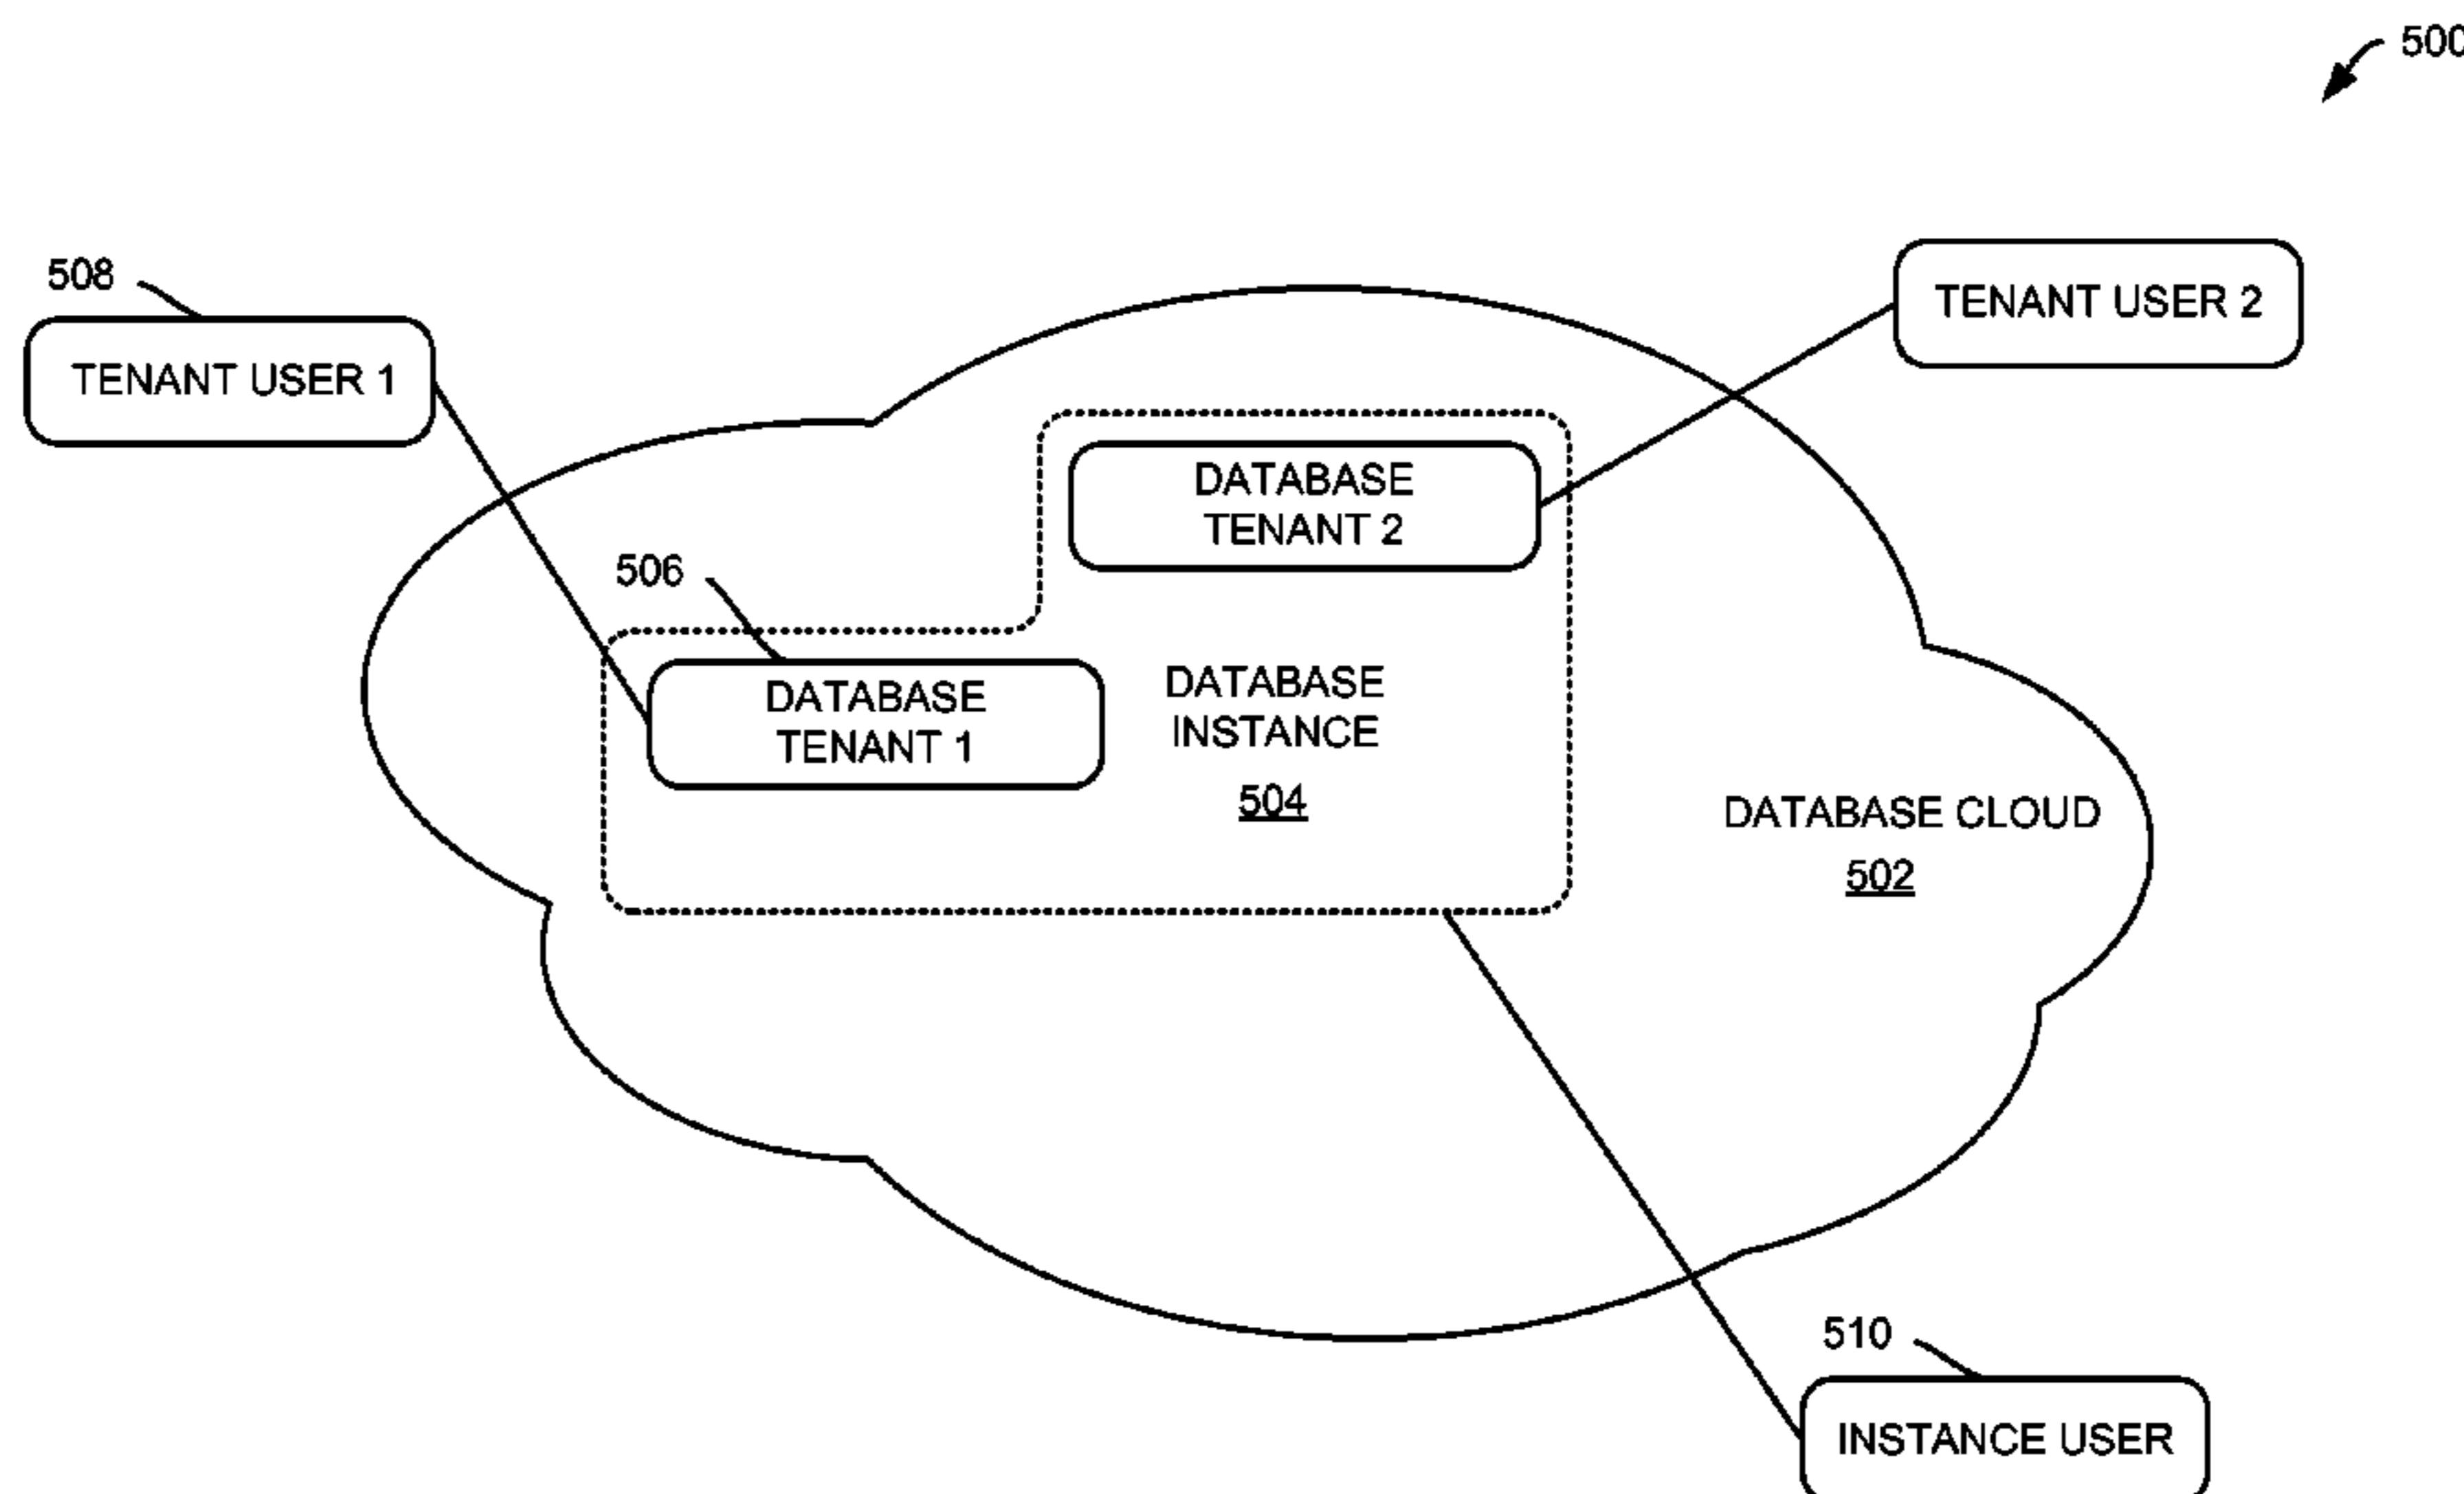 500
508
TENANT USER 1
TENANT USER 2
DATABASE
TENANT 2
506
DATABASE
TENANT 1
DATABASE
INSTANCE
504
DATABASE CLOUD
502
510
INSTANCE USER